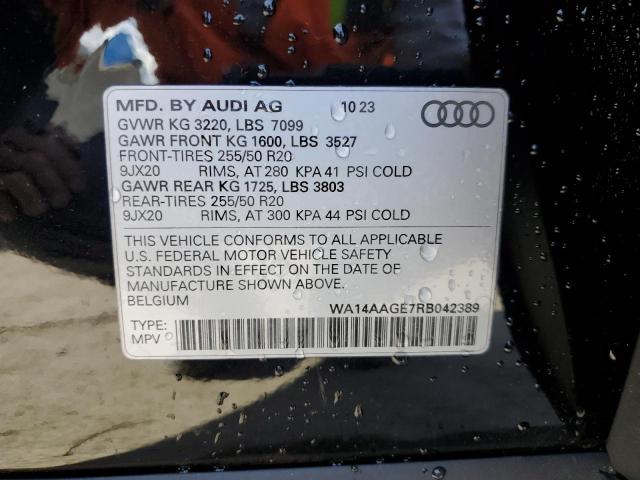 MFD. BY AUDI AG 10 23
GVWR KG 3220, LBS 7099
GAWR FRONT KG 1600, LBS 3527
FRONT-TIRES 255/50 R20
9JX20 RIMS, AT 280 KPA 41 PSI COLD
GAWR REAR KG 1725, LBS 3803
REAR-TIRES 255/50 R20
9JX20 RIMS, AT 300 KPA 44 PSI COLD
THIS VEHICLE CONFORMS TO ALL APPLICABLE
U.S. FEDERAL MOTOR VEHICLE SAFETY
STANDARDS IN EFFECT ON THE DATE OF
MANUFACTURE SHOWN ABOVE.
BELGIUM WA14AAGE7RB042389
TYPE:
MPV